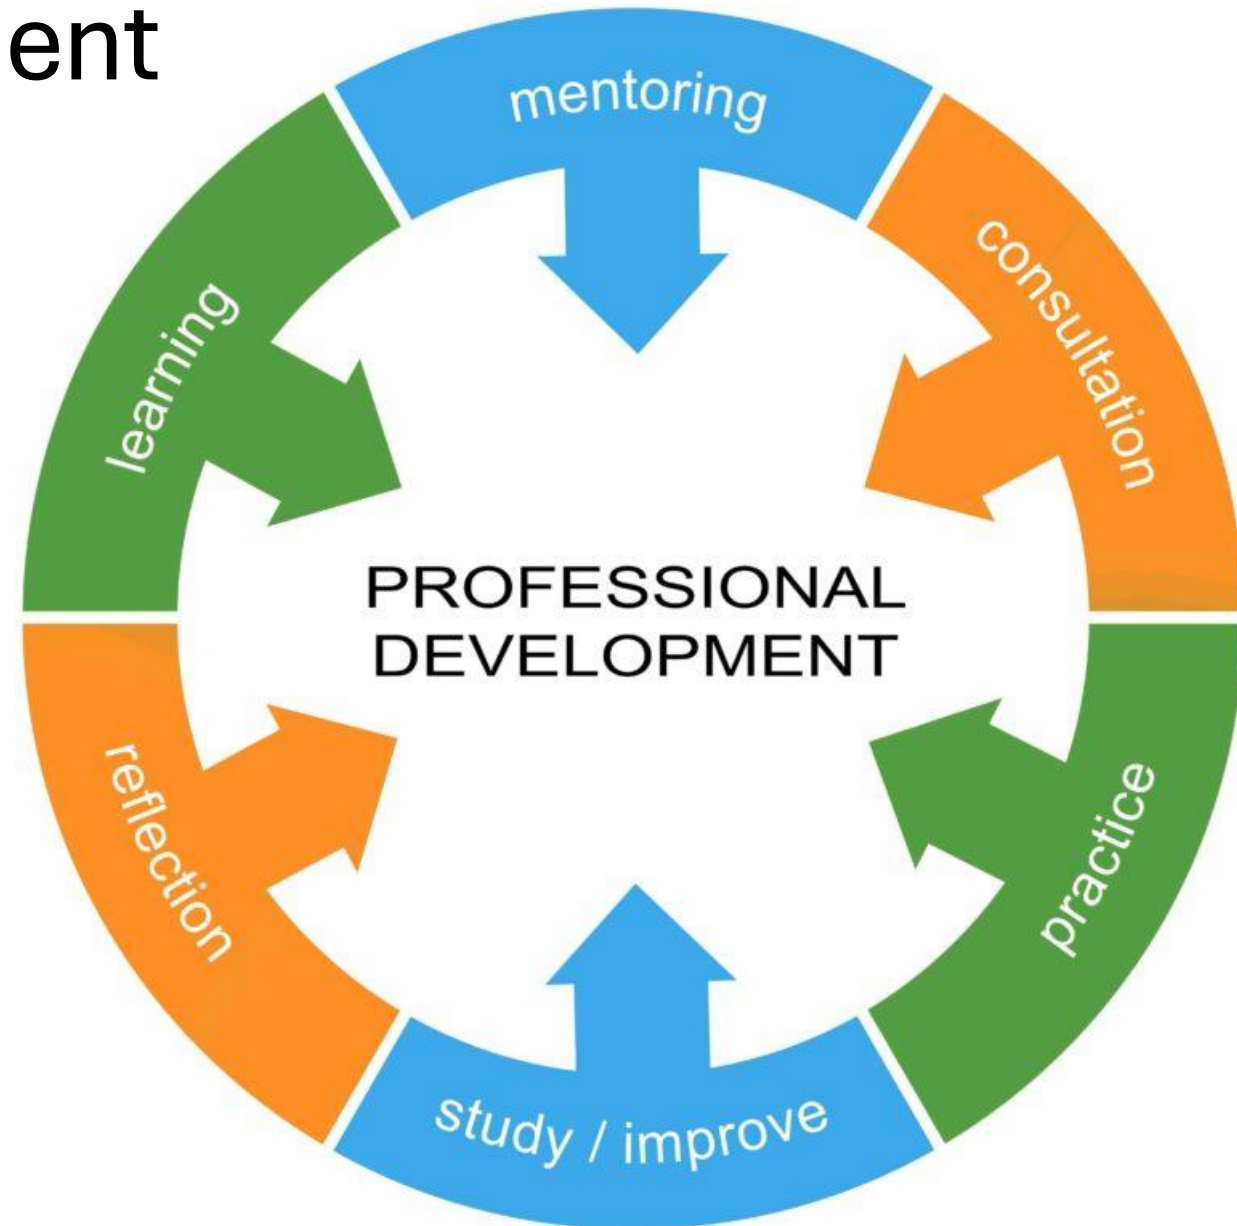 ent
mentoring
consultation
practice
study / improve
reflection
learning
PROFESSIONAL
DEVELOPMENT